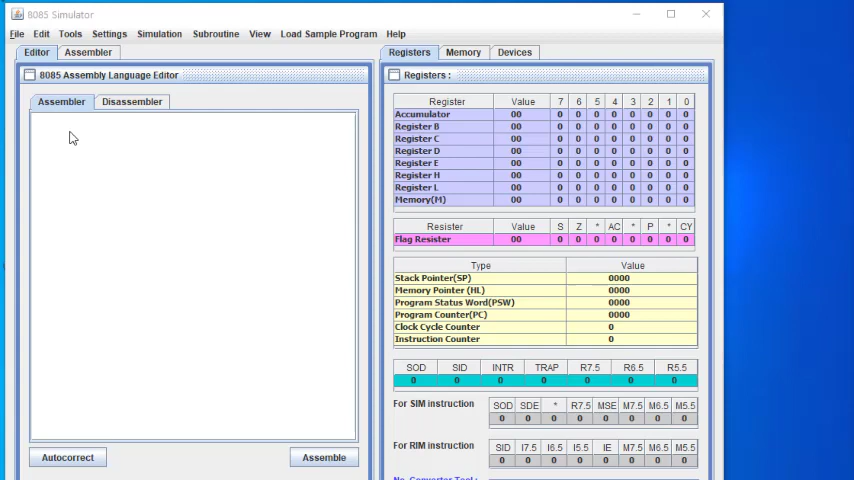 8085 Simulator
File Edit Tools Settings Simulation Subroutine View Load Sample Program Help
Editor Assembler
8085 Assembly Language Editor
Assembler Disassembler
Autocorrect Assemble
Registers Memory Devices
Registers :
Register Value 7 6 5 4 3 2 1 0
Accumulator 00 0 0 0 0 0 0 0 0
Register B 00 0 0 0 0 0 0 0 0
Register C 00 0 0 0 0 0 0 0 0
Register D 00 0 0 0 0 0 0 0 0
Register E 00 0 0 0 0 0 0 0 0
Register H 00 0 0 0 0 0 0 0 0
Register L 00 0 0 0 0 0 0 0 0
Memory(M) 00 0 0 0 0 0 0 0 0
Register Value S Z * AC * P * CY
Flag Register 00 0 0 0 0 0 0 0 0
Type Value
Stack Pointer(SP) 0000
Memory Pointer (HL) 0000
Program Status Word(PSW) 0000
Program Counter(PC) 0000
Clock Cycle Counter 0
Instruction Counter 0
SOD SID INTR TRAP R7.5 R6.5 R5.5
0 0 0 0 0 0 0
For SIM instruction
SOD SDE * R7.5 MSE M7.5 M6.5 M5.5
0 0 0 0 0 0 0 0
For RIM instruction
SID I7.5 I6.5 I5.5 IE M7.5 M6.5 M5.5
0 0 0 0 0 0 0 0
No. Converter Tool :